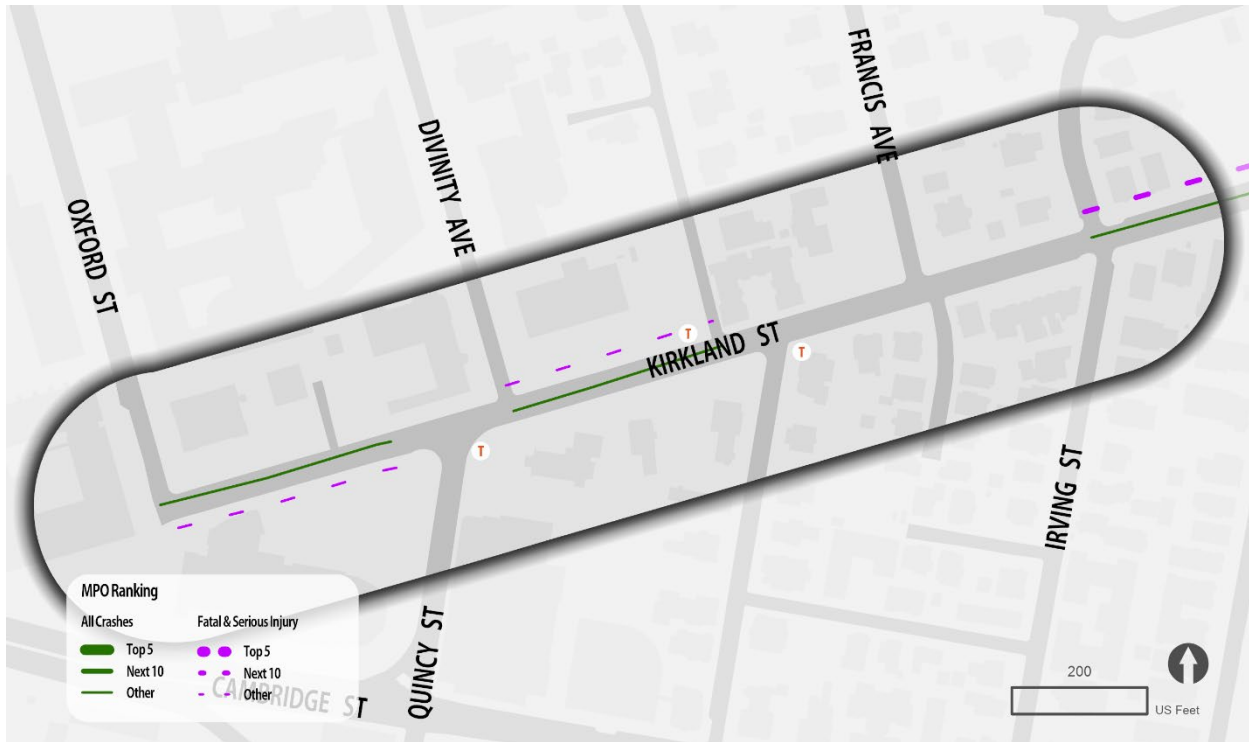 FRANCIS AVE
DIVINITY AVE
OXFORD ST
T
KIRKLAND ST
T
T
IRVING ST
QUINCY ST
CAMBRIDGE ST
MPO Ranking
All Crashes Fatal & Serious Injury
Top 5 Top 5
Next 10 Next 10
Other Other
200
US Feet